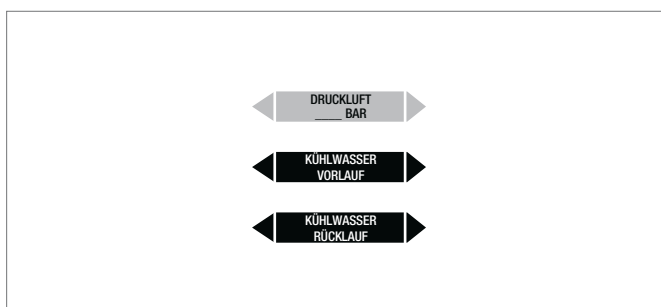 DRUCKLUFT
____ BAR
KÜHLWASSER
VORLAUF
KÜHLWASSER
RÜCKLAUF